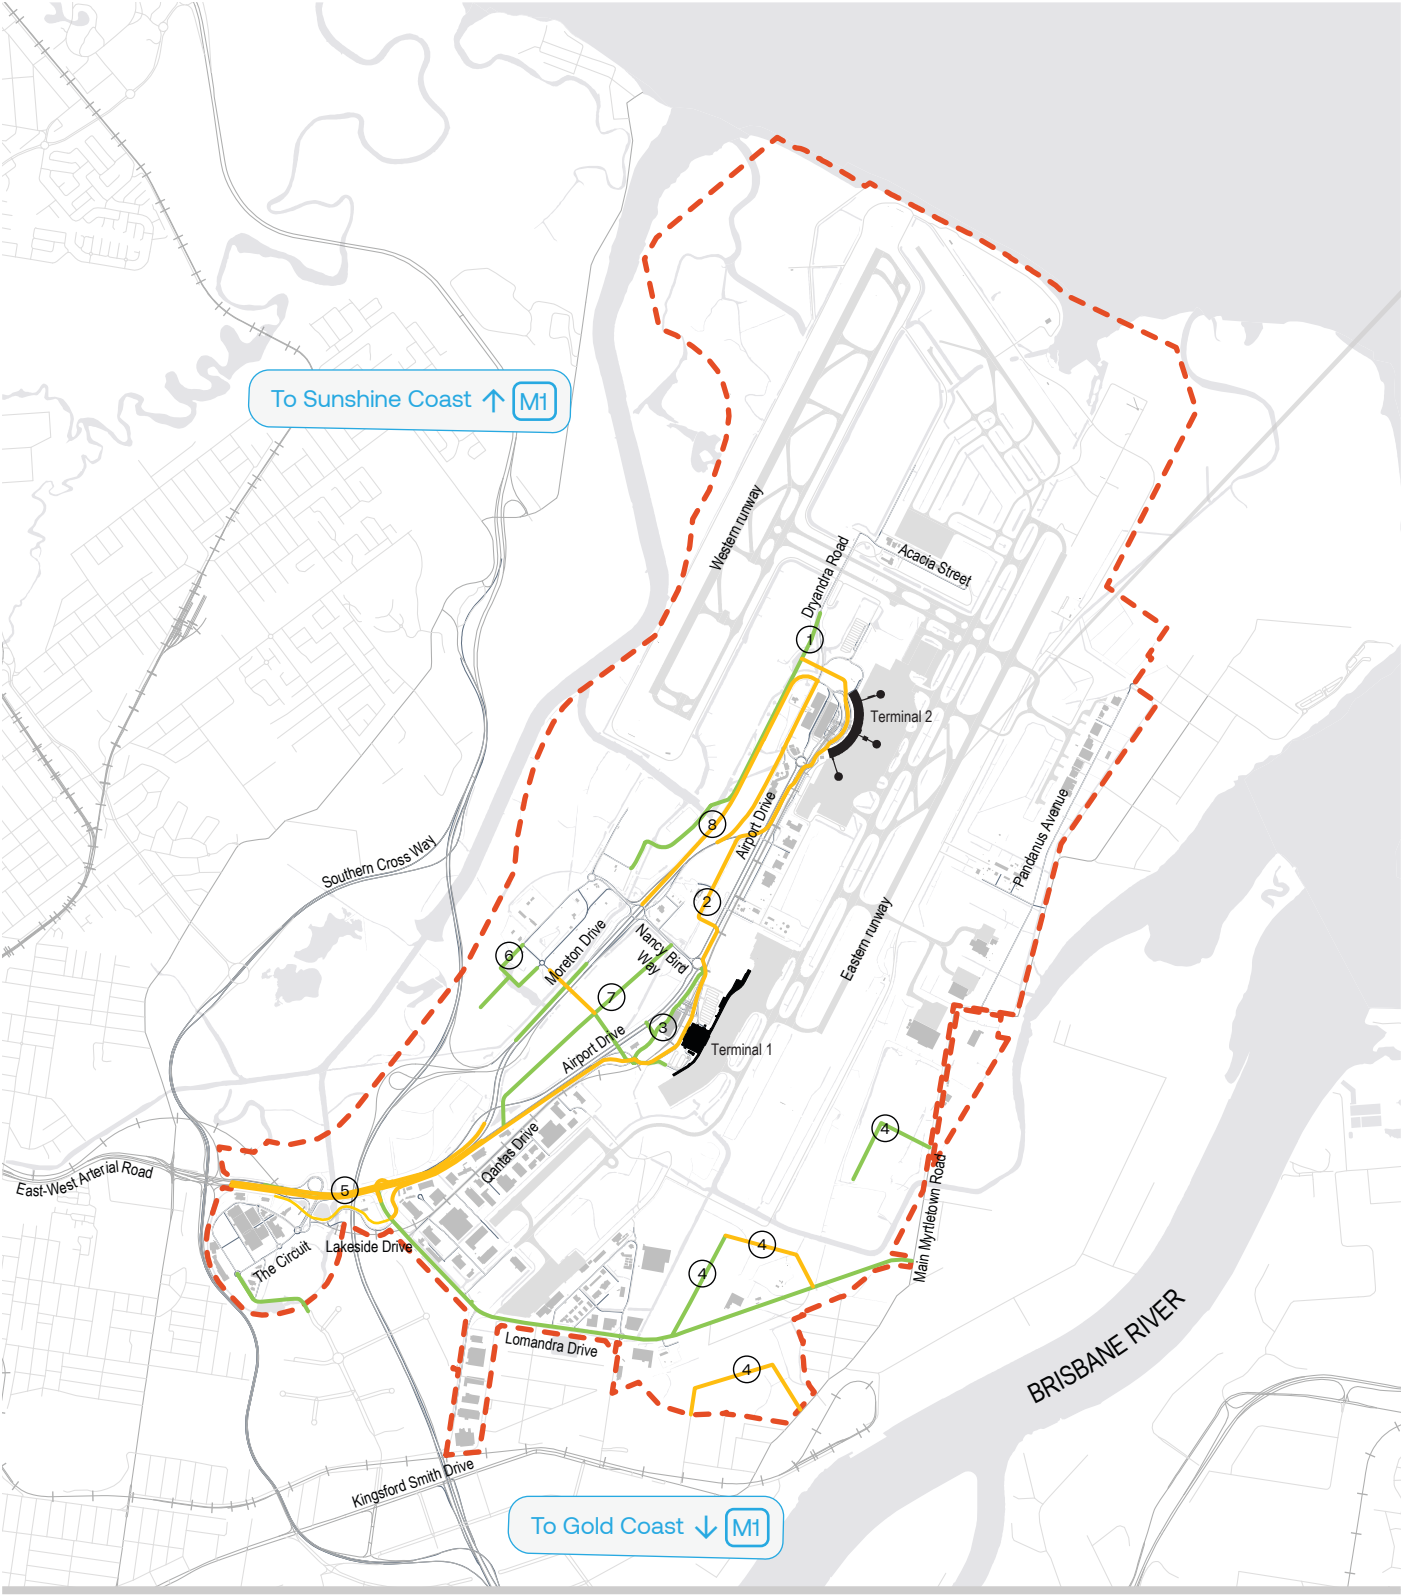 To Sunshine Coast ↑ M1
Western runway
Dryandra Road
Acacia Street
1
Terminal 2
8
Airport Drive
Pandanus Avenue
Southern Cross Way
2
Eastern runway
6
Moreton Drive
Nancy Bird
Way
7
3
Airport Drive
Terminal 1
4
Qantas Drive
East-West Arterial Road
5
Main Myrtletown Road
Lakeside Drive
The Circuit
4
4
Lomandra Drive
4
BRISBANE RIVER
Kingsford Smith Drive
To Gold Coast ↓ M1